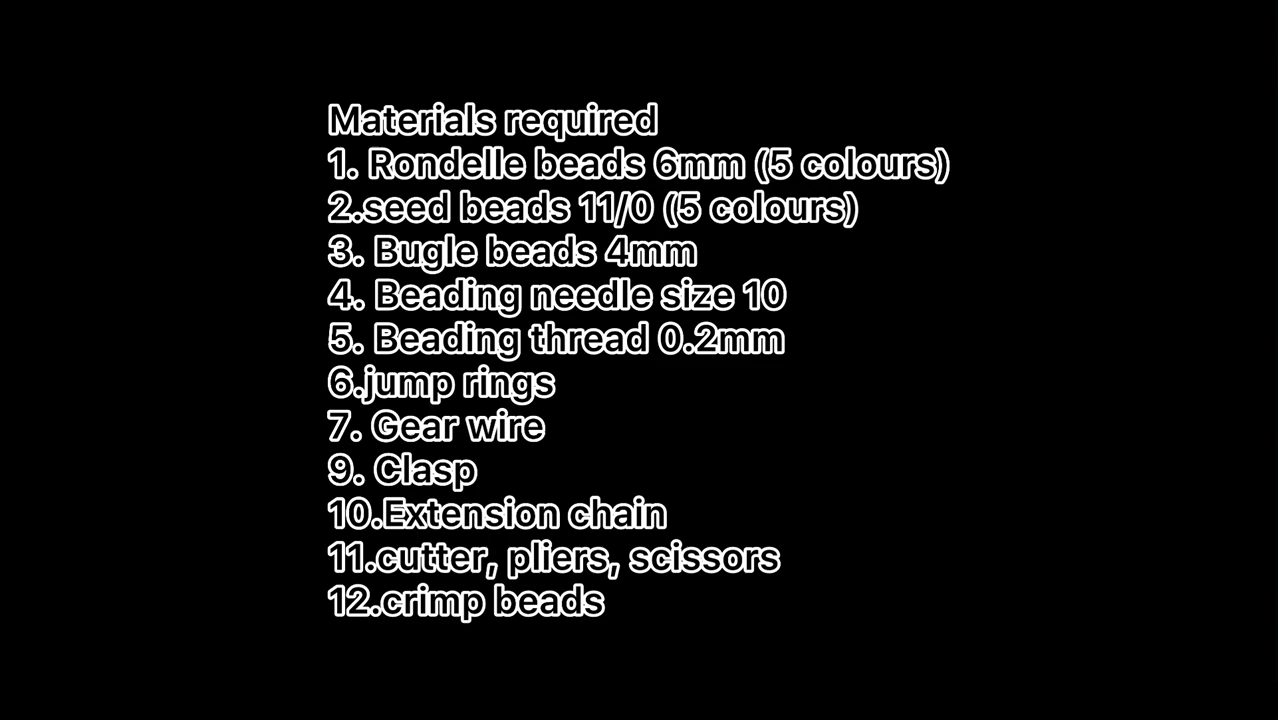 Materials required
1. Rondelle beads 6mm (5 colours)
2.seed beads 11/0 (5 colours)
3. Bugle beads 4mm
4. Beading needle size 10
5. Beading thread 0.2mm
6.jump rings
7. Gear wire
9. Clasp
10.Extension chain
11.cutter, pliers, scissors
12.crimp beads